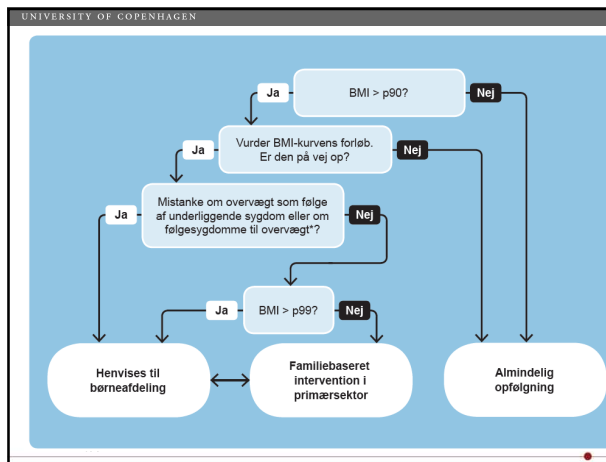 UNIVERSITY OF COPENHAGEN
BMI > p90?
Ja
Nej
Vurder BMI-kurvens forløb.
Er den på vej op?
Ja
Nej
Mistanke om overvægt som følge
af underliggende sygdom eller om
følgesygdomme til overvægt*?
Ja
Nej
BMI > p99?
Ja
Nej
Henvises til
børneafdeling
Familiebaseret
intervention i
primærsektor
Almindelig
opfølgning